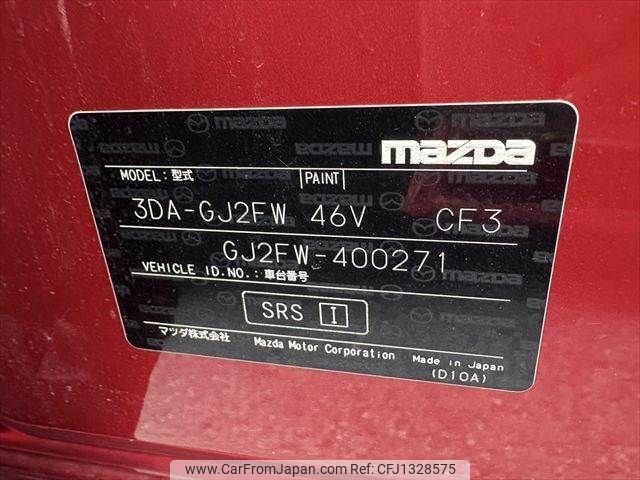 mazda
MODEL: 型式 PAINT
3DA-GJ2FW 46V CF3
GJ2FW-400271
VEHICLE ID.NO.: 車台番号
SRS I
マツダ株式会社 Mazda Motor Corporation Made in Japan
(D10A)
www.CarFromJapan.com CFJ1328575